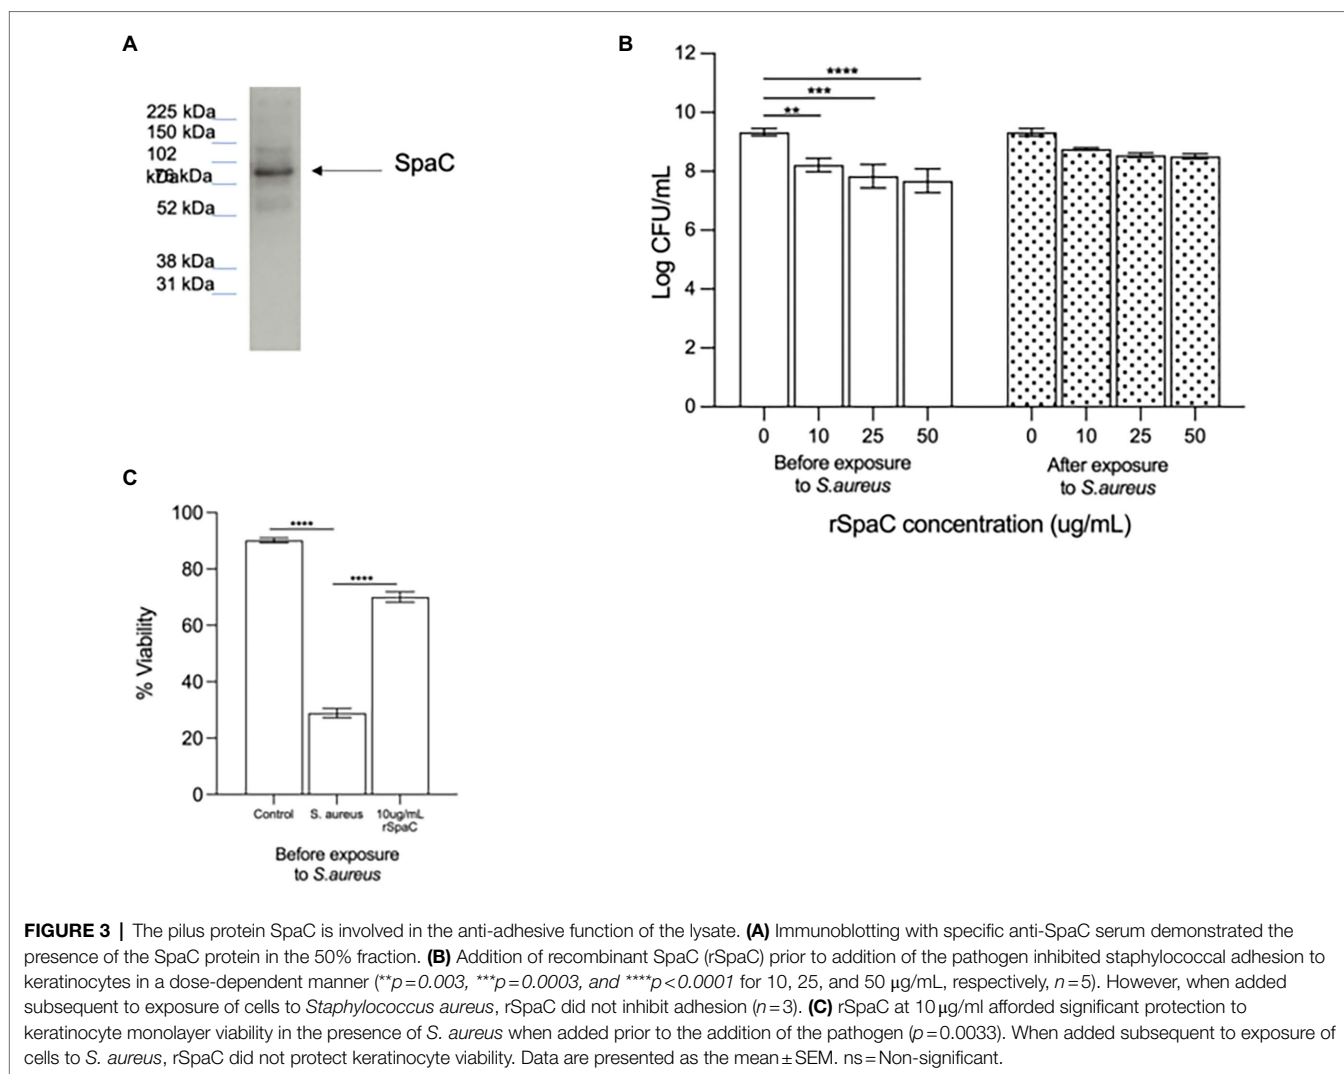 A
225 kDa
150 kDa
102
kDa
76 kDa
52 kDa
38 kDa
31 kDa
SpaC
B
Log CFU/mL
12
10
8
6
4
2
0
****
***
**
0 10 25 50
0 10 25 50
Before exposure
to S.aureus
After exposure
to S.aureus
rSpaC concentration (ug/mL)
C
% Viability
100
80
60
40
20
0
****
****
Control
S. aureus
10ug/mL
rSpaC
Before exposure
to S.aureus
FIGURE 3 | The pilus protein SpaC is involved in the anti-adhesive function of the lysate. (A) Immunoblotting with specific anti-SpaC serum demonstrated the
presence of the SpaC protein in the 50% fraction. (B) Addition of recombinant SpaC (rSpaC) prior to addition of the pathogen inhibited staphylococcal adhesion to
keratinocytes in a dose-dependent manner (**p = 0.003, ***p = 0.0003, and ****p < 0.0001 for 10, 25, and 50 μg/mL, respectively, n = 5). However, when added
subsequent to exposure of cells to Staphylococcus aureus, rSpaC did not inhibit adhesion (n = 3). (C) rSpaC at 10 μg/ml afforded significant protection to
keratinocyte monolayer viability in the presence of S. aureus when added prior to the addition of the pathogen (p = 0.0033). When added subsequent to exposure of
cells to S. aureus, rSpaC did not protect keratinocyte viability. Data are presented as the mean ± SEM. ns = Non-significant.